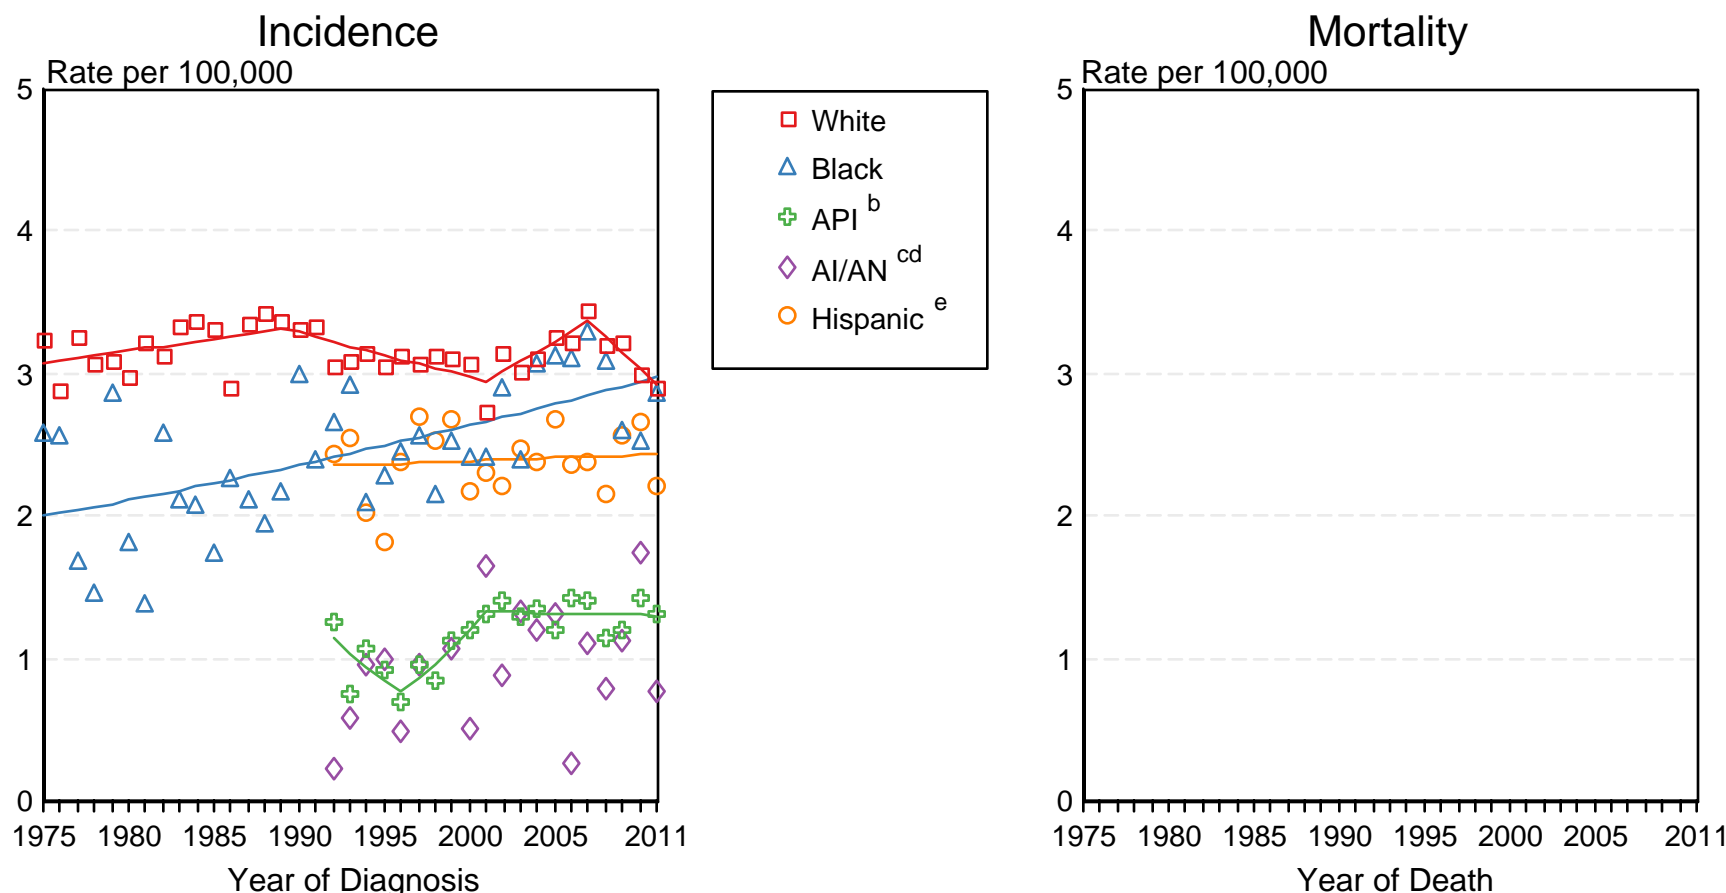 Incidence
Rate per 100,000
5
4
3
2
1
0
1975 1980 1985 1990 1995 2000 2005 2011
Year of Diagnosis
White
Black
API b
AI/AN cd
Hispanic e
Mortality
Rate per 100,000
5
4
3
2
1
0
1975 1980 1985 1990 1995 2000 2005 2011
Year of Death